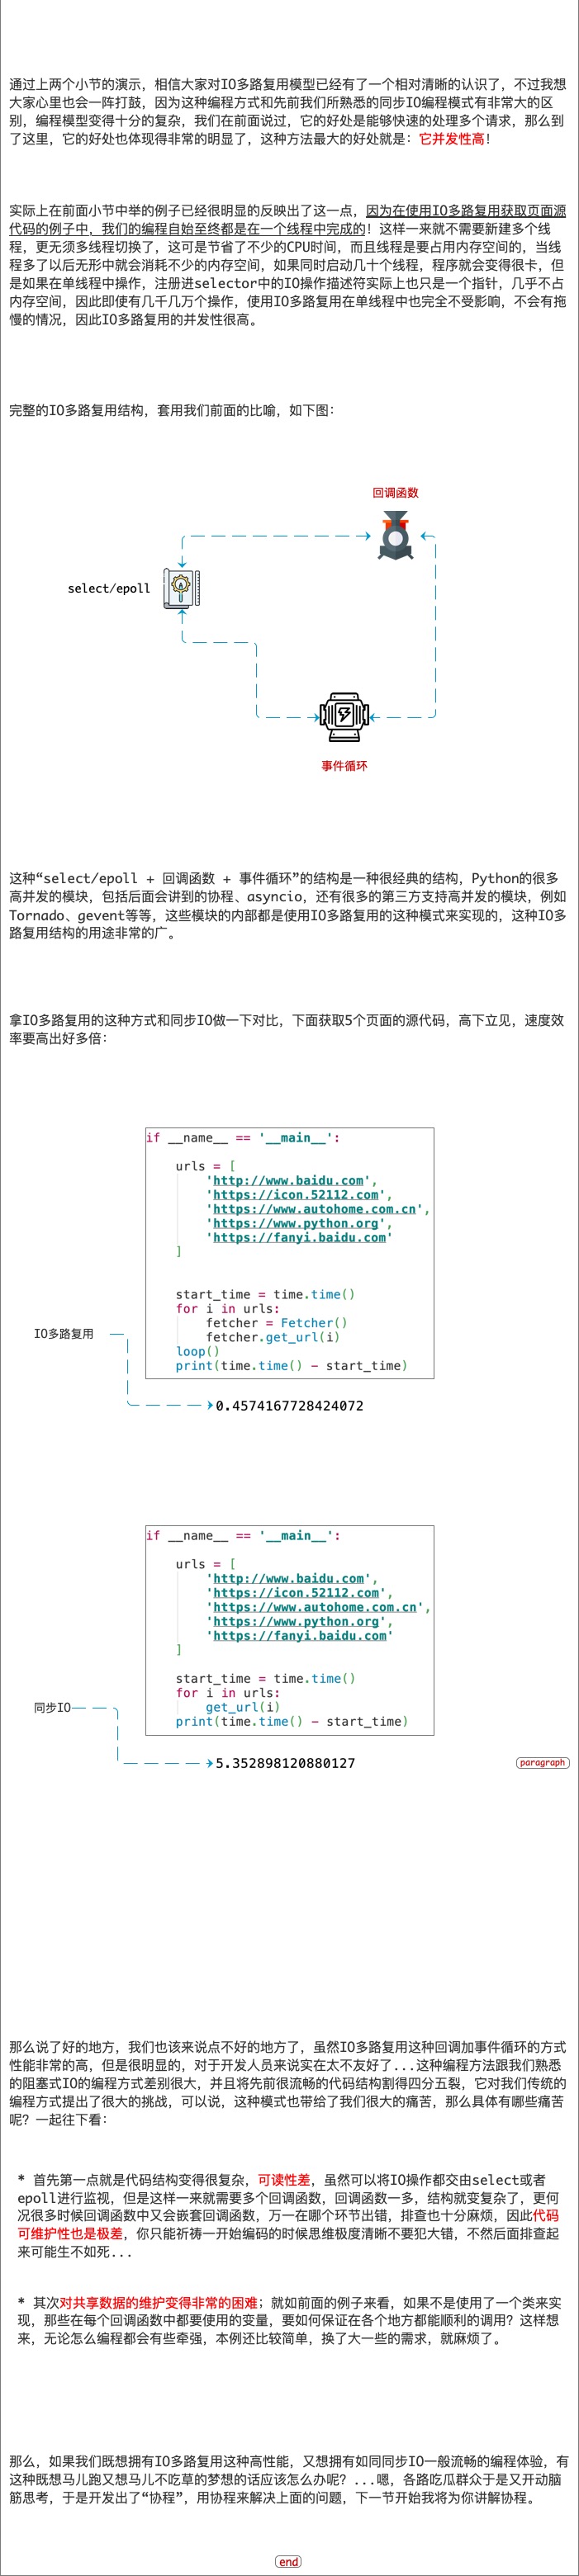 通过上两个小节的演示，相信大家对IO多路复用模型已经有了一个相对清晰的认识了，不过我想
大家心里也会一阵打鼓，因为这种编程方式和先前我们所熟悉的同步IO编程模式有非常大的区
别，编程模型变得十分的复杂，我们在前面说过，它的好处是能够快速的处理多个请求，那么到
了这里，它的好处也体现得非常的明显了，这种方法最大的好处就是：它并发性高！
实际上在前面小节中举的例子已经很明显的反映出了这一点，因为在使用IO多路复用获取页面源
代码的例子中，我们的编程自始至终都是在一个线程中完成的！这样一来就不需要新建多个线
程，更无须多线程切换了，这可是节省了不少的CPU时间，而且线程是要占用内存空间的，当线
程多了以后无形中就会消耗不少的内存空间，如果同时启动几十个线程，程序就会变得很卡，但
是如果在单线程中操作，注册进selector中的IO操作描述符实际上也只是一个指针，几乎不占
内存空间，因此即使有几千几万个操作，使用IO多路复用在单线程中也完全不受影响，不会有拖
慢的情况，因此IO多路复用的并发性很高。
完整的IO多路复用结构，套用我们前面的比喻，如下图：
回调函数
select/epoll
事件循环
这种“select/epoll + 回调函数 + 事件循环”的结构是一种很经典的结构，Python的很多
高并发的模块，包括后面会讲到的协程、asyncio，还有很多的第三方支持高并发的模块，例如
Tornado、gevent等等，这些模块的内部都是使用IO多路复用的这种模式来实现的，这种IO多
路复用结构的用途非常的广。
拿IO多路复用的这种方式和同步IO做一下对比，下面获取5个页面的源代码，高下立见，速度效
率要高出好多倍：
if __name__ == '__main__':
urls = [
'http://www.baidu.com',
'https://icon.52112.com',
'https://www.autohome.com.cn',
'https://www.python.org',
'https://fanyi.baidu.com'
]
start_time = time.time()
for i in urls:
fetcher = Fetcher()
fetcher.get_url(i)
loop()
print(time.time() - start_time)
IO多路复用
0.4574167728424072
if __name__ == '__main__':
urls = [
'http://www.baidu.com',
'https://icon.52112.com',
'https://www.autohome.com.cn',
'https://www.python.org',
'https://fanyi.baidu.com'
]
start_time = time.time()
for i in urls:
get_url(i)
print(time.time() - start_time)
同步IO
5.352898120880127
paragraph
那么说了好的地方，我们也该来说点不好的地方了，虽然IO多路复用这种回调加事件循环的方式
性能非常的高，但是很明显的，对于开发人员来说实在太不友好了...这种编程方法跟我们熟悉
的阻塞式IO的编程方式差别很大，并且将先前很流畅的代码结构割得四分五裂，它对我们传统的
编程方式提出了很大的挑战，可以说，这种模式也带给了我们很大的痛苦，那么具体有哪些痛苦
呢？一起往下看：
* 首先第一点就是代码结构变得很复杂，可读性差，虽然可以将IO操作都交由select或者
epoll进行监视，但是这样一来就需要多个回调函数，回调函数一多，结构就变复杂了，更何
况很多时候回调函数中又会嵌套回调函数，万一在哪个环节出错，排查也十分麻烦，因此代码
可维护性也是极差，你只能祈祷一开始编码的时候思维极度清晰不要犯大错，不然后面排查起
来可能生不如死...
* 其次对共享数据的维护变得非常的困难；就如前面的例子来看，如果不是使用了一个类来实
现，那些在每个回调函数中都要使用的变量，要如何保证在各个地方都能顺利的调用？这样想
来，无论怎么编程都会有些牵强，本例还比较简单，换了大一些的需求，就麻烦了。
那么，如果我们既想拥有IO多路复用这种高性能，又想拥有如同同步IO一般流畅的编程体验，有
这种既想马儿跑又想马儿不吃草的梦想的话应该怎么办呢？...嗯，各路吃瓜群众于是又开动脑
筋思考，于是开发出了“协程”，用协程来解决上面的问题，下一节开始我将为你讲解协程。
end